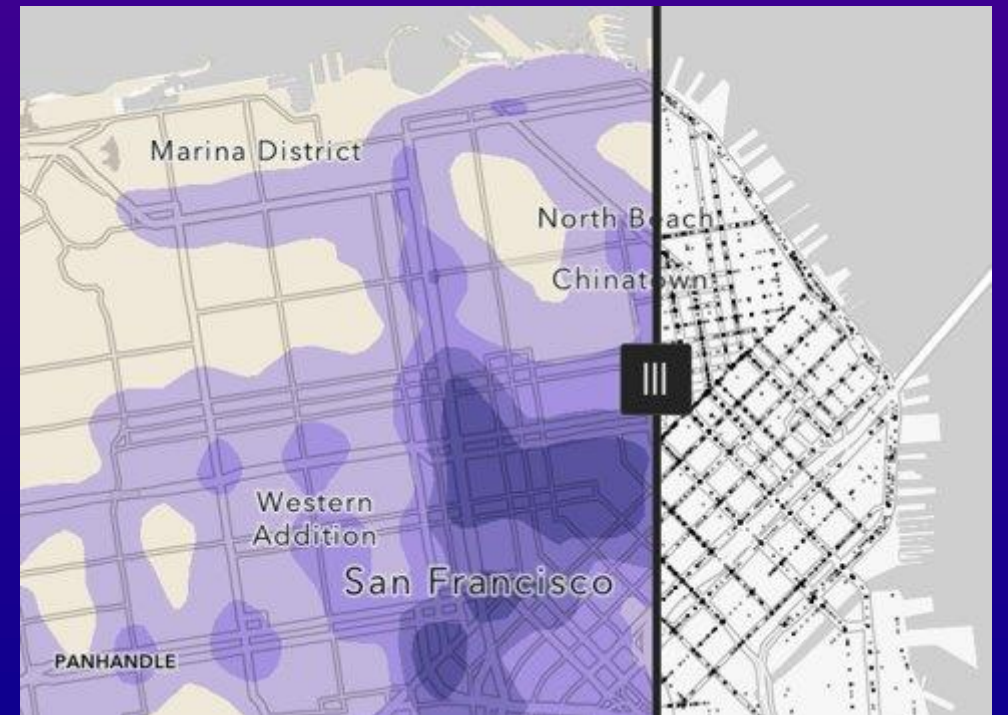 Marina District
North Beach
Chinatown
Western
Addition
San Francisco
PANHANDLE